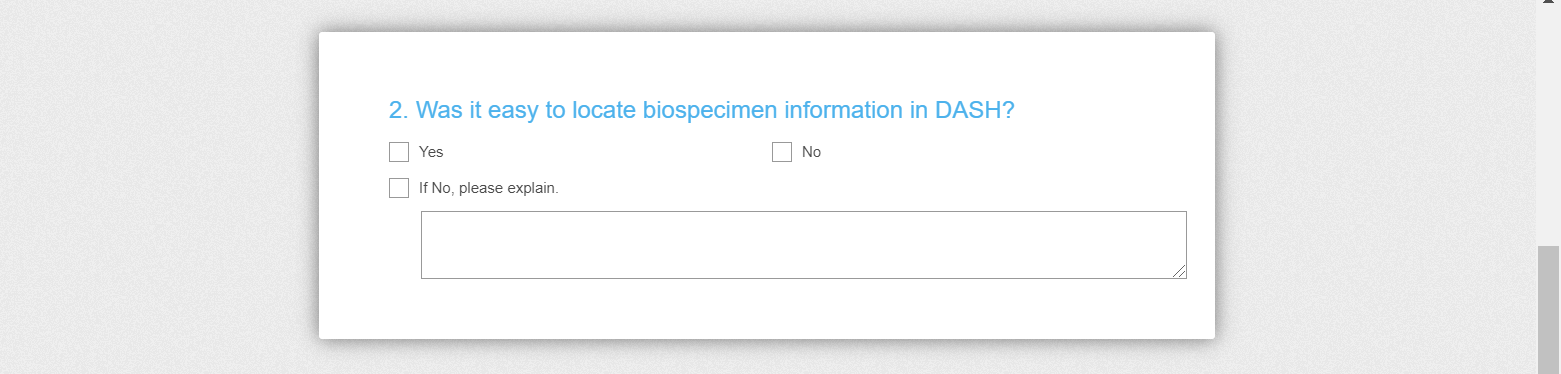 2. Was it easy to locate biospecimen information in DASH?
Yes No
If No, please explain.